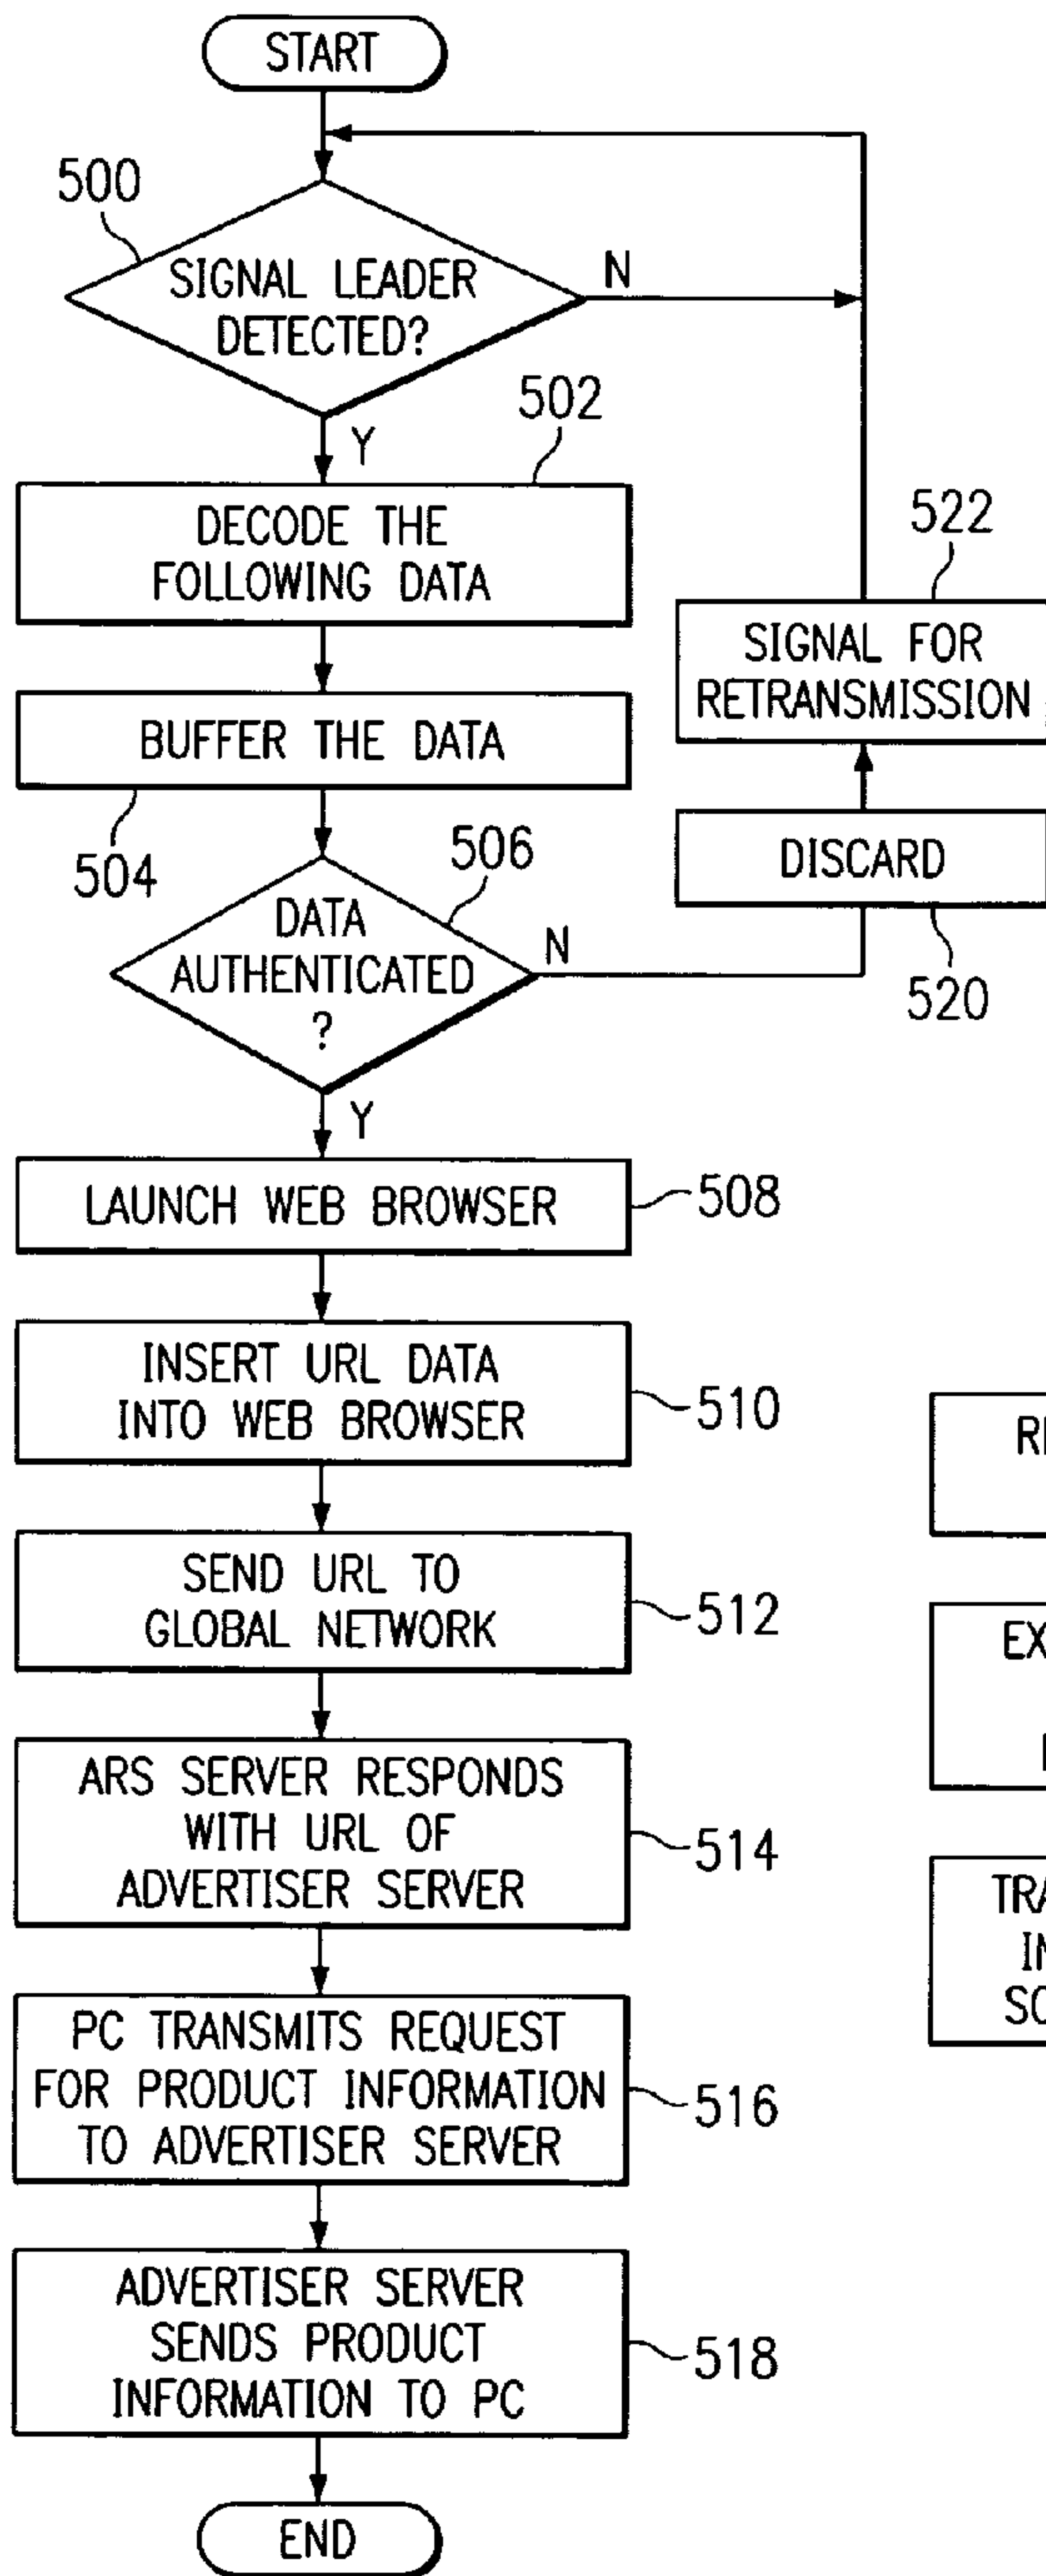 START
500
SIGNAL LEADER
DETECTED?
N
Y
502
DECODE THE
FOLLOWING DATA
522
SIGNAL FOR
RETRANSMISSION
BUFFER THE DATA
504
506
DISCARD
520
DATA
AUTHENTICATED
?
N
Y
LAUNCH WEB BROWSER
508
INSERT URL DATA
INTO WEB BROWSER
510
SEND URL TO
GLOBAL NETWORK
512
ARS SERVER RESPONDS
WITH URL OF
ADVERTISER SERVER
514
PC TRANSMITS REQUEST
FOR PRODUCT INFORMATION
TO ADVERTISER SERVER
516
ADVERTISER SERVER
SENDS PRODUCT
INFORMATION TO PC
518
END